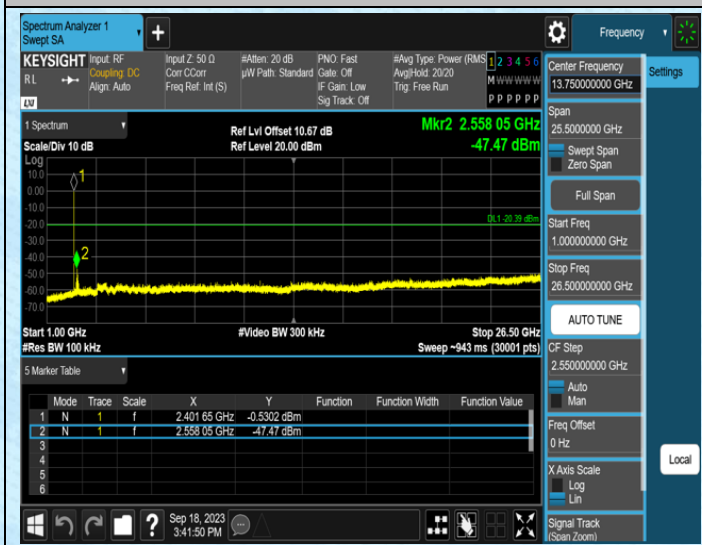 Spectrum Analyzer 1
Swept SA
+
Frequency
KEYSIGHT
R L
LXI
Input: RF
Coupling: DC
Align: Auto
Input Z: 50 Ω
Corr CCorr
Freq Ref: Int (S)
#Atten: 20 dB
µW Path: Standard
PNO: Fast
Gate: Off
IF Gain: Low
Sig Track: Off
#Avg Type: Power (RMS
Avg|Hold: 20/20
Trig: Free Run
1 2 3 4 5 6
M W W W W W
P P P P P P
1 Spectrum
Scale/Div 10 dB
Ref Lvl Offset 10.67 dB
Ref Level 20.00 dBm
Mkr2 2.558 05 GHz
-47.47 dBm
Log
10.0
0.00
-10.0
-20.0
-30.0
-40.0
-50.0
-60.0
-70.0
1
2
DL1 -20.39 dBm
Start 1.00 GHz
#Res BW 100 kHz
#Video BW 300 kHz
Stop 26.50 GHz
Sweep ~943 ms (30001 pts)
5 Marker Table
Mode Trace Scale X Y Function Function Width Function Value
1 N 1 f 2.401 65 GHz -0.5302 dBm
2 N 1 f 2.558 05 GHz -47.47 dBm
3
4
5
6
Sep 18, 2023
3:41:50 PM
Center Frequency
13.750000000 GHz
Settings
Span
25.5000000 GHz
Swept Span
Zero Span
Full Span
Start Freq
1.000000000 GHz
Stop Freq
26.500000000 GHz
AUTO TUNE
CF Step
2.550000000 GHz
Auto
Man
Freq Offset
0 Hz
X Axis Scale
Log
Lin
Local
Signal Track
(Span Zoom)